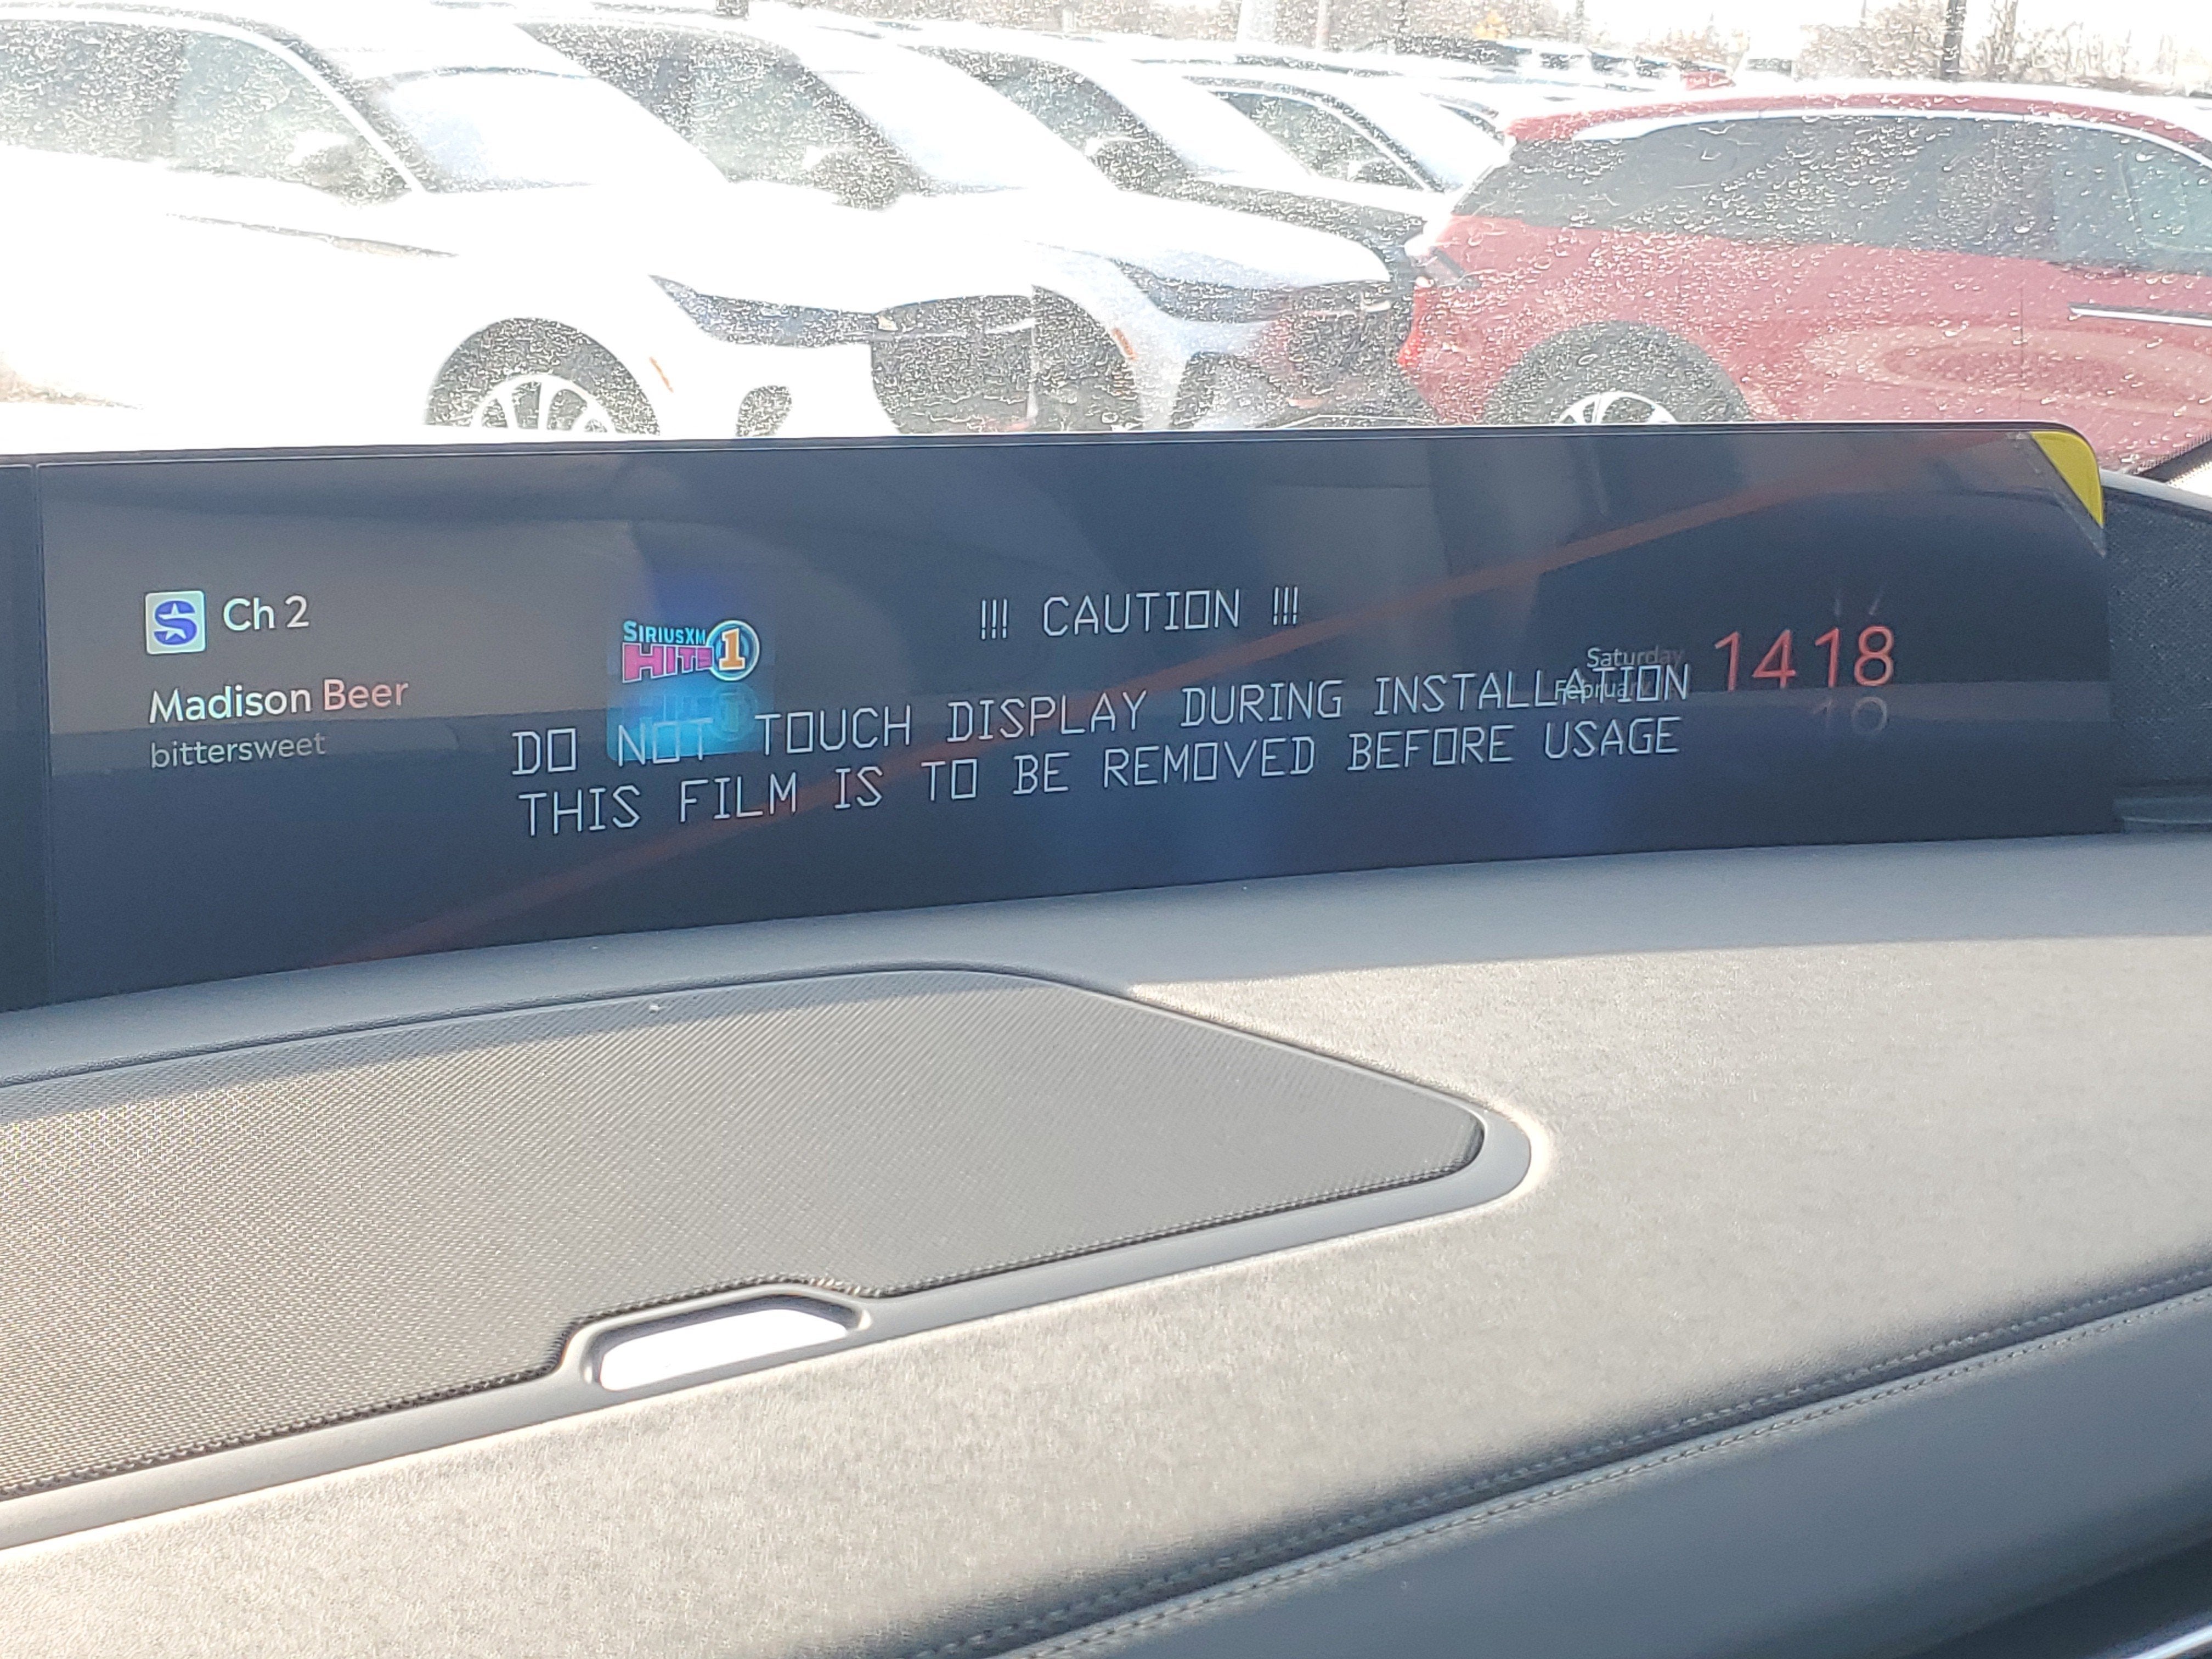 Ch 2
Madison Beer
bittersweet
SIRIUSXM
HITS 1
!!! CAUTION !!!
DO NOT TOUCH DISPLAY DURING INSTALLATION
THIS FILM IS TO BE REMOVED BEFORE USAGE
Saturday
February
1418